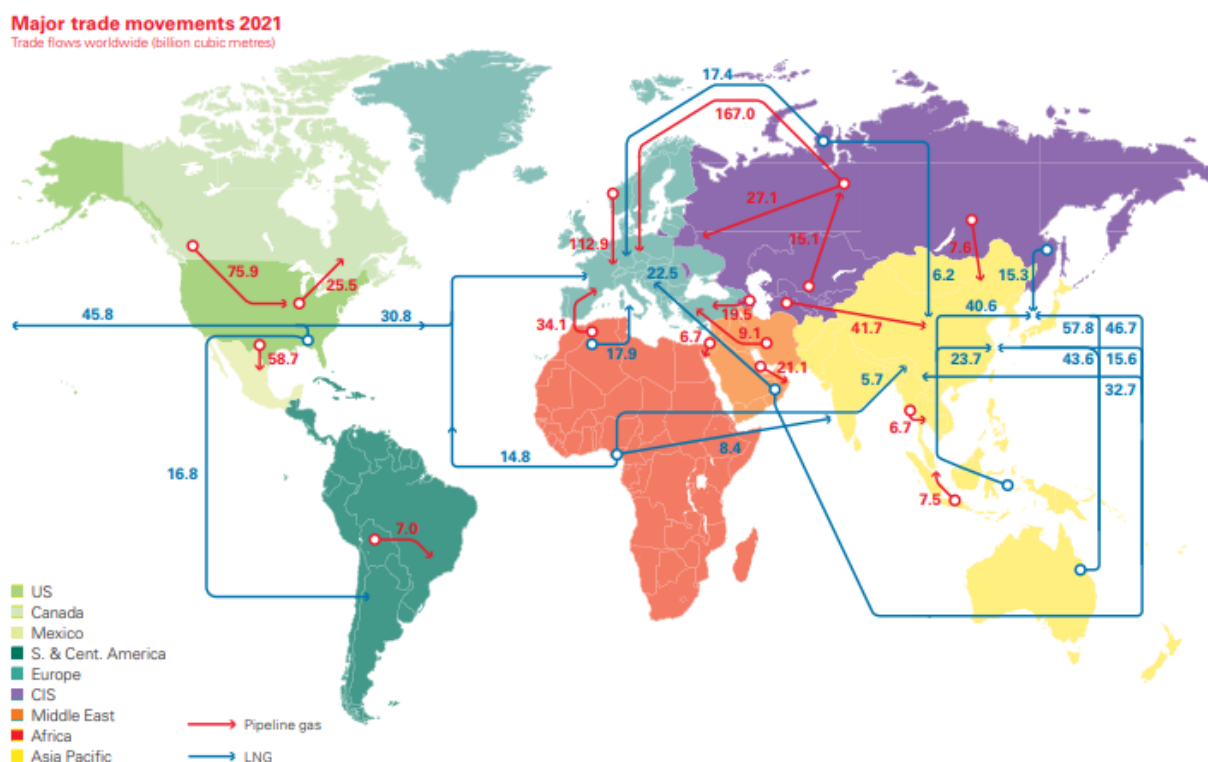 Major trade movements 2021
Trade flows worldwide (billion cubic metres)
17.4
167.0
27.1
112.9
15.1
7.6
75.9
25.5
22.5
6.2
15.3
45.8
30.8
34.1
19.5
40.6
57.8
46.7
41.7
58.7
17.9
6.7
9.1
21.1
5.7
23.7
43.6
15.6
32.7
6.7
16.8
14.8
8.4
7.5
7.0
US
Canada
Mexico
S. & Cent. America
Europe
CIS
Middle East
Africa
Asia Pacific
Pipeline gas
LNG